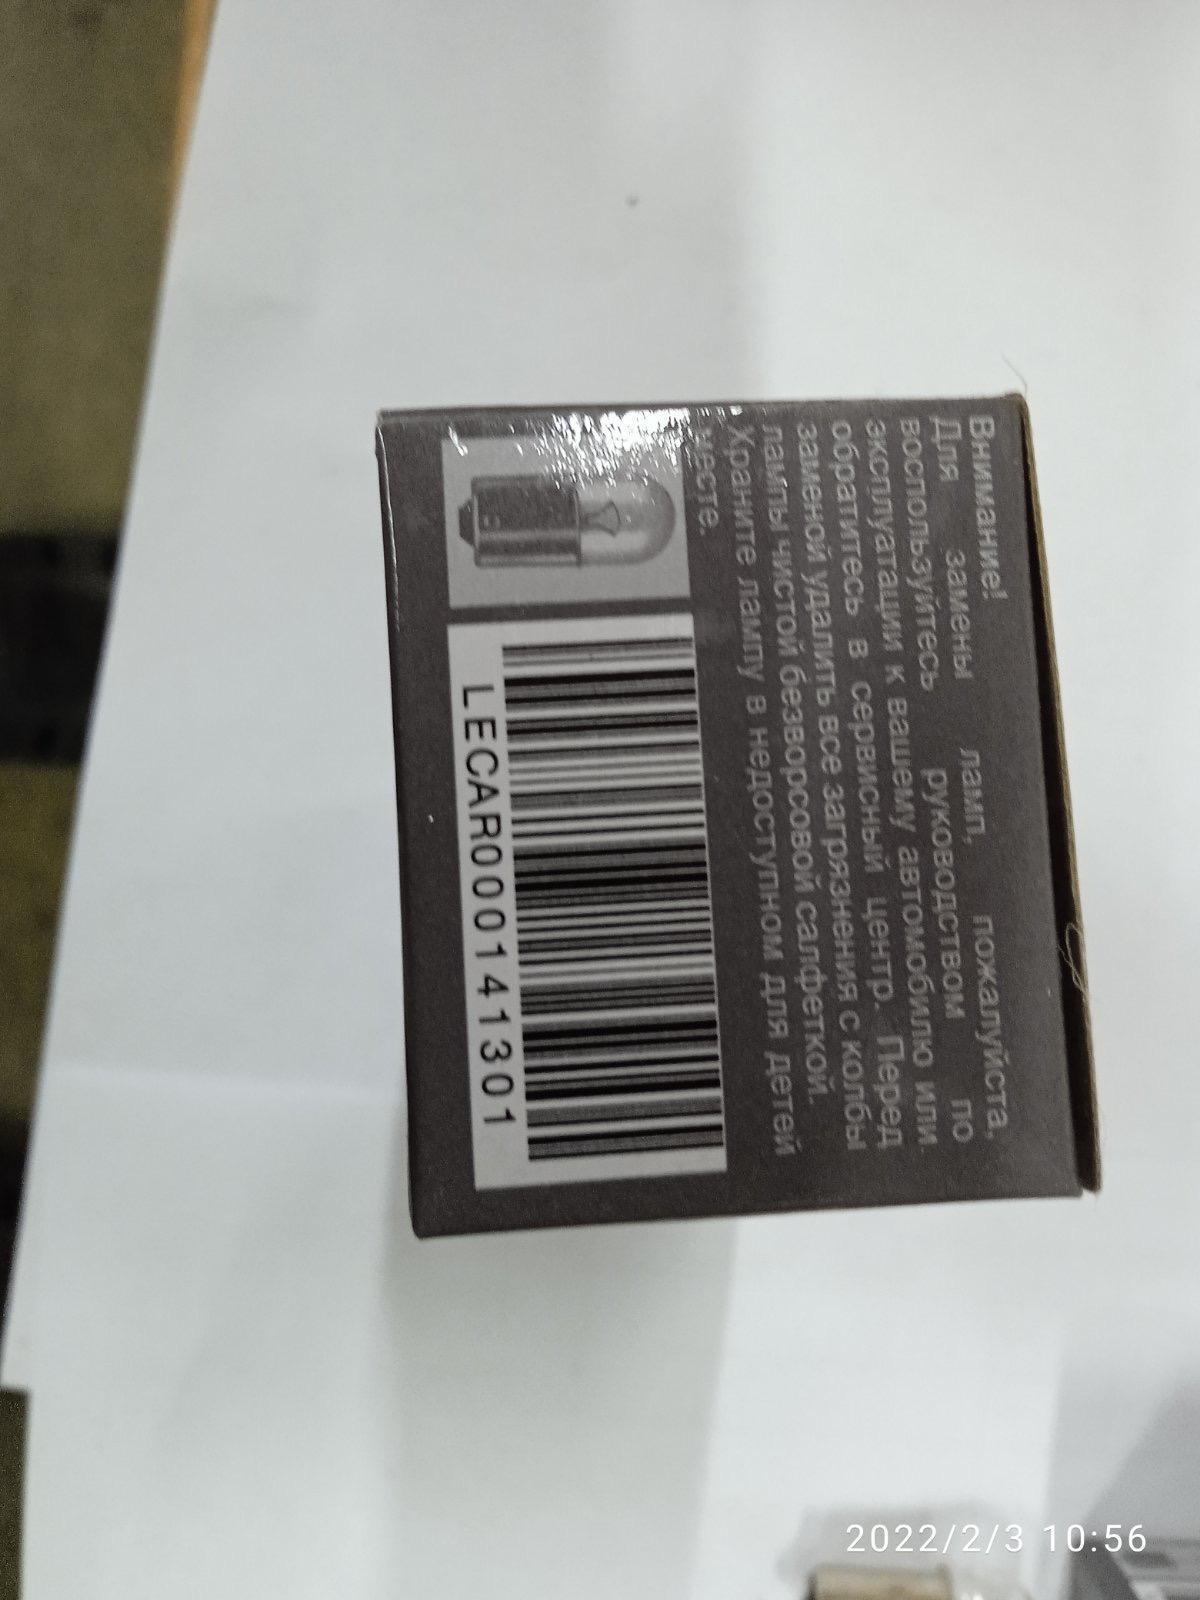 Внимание!
Для замены ламп, пожалуйста,
воспользуйтесь руководством по
эксплуатации к вашему автомобилю или
обратитесь в сервисный центр. Перед
заменой удалить все загрязнения с колбы
лампы чистой безворсовой салфеткой.
Храните лампу в недоступном для детей
месте.
LECAR000141301
2022/2/3 10:56